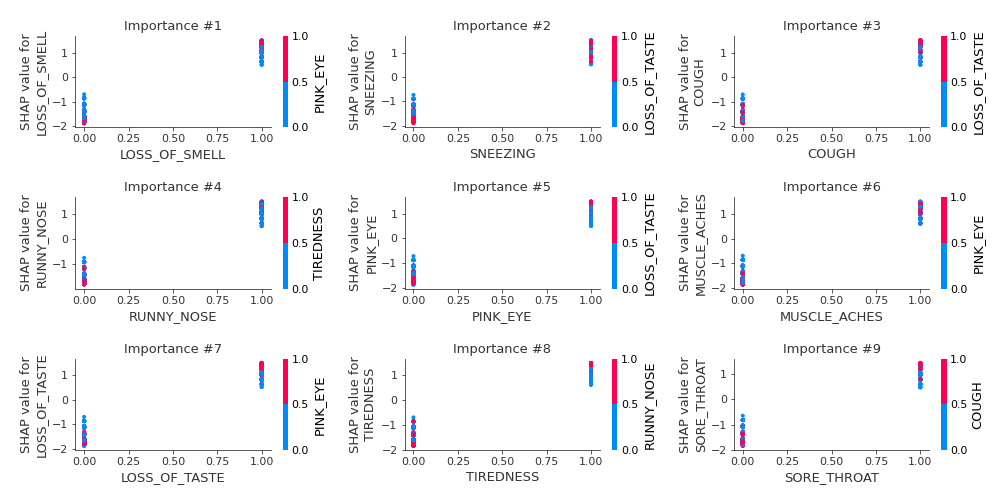 Importance #1
SHAP value for
LOSS_OF_SMELL
1
0
−1
−2
0.00 0.25 0.50 0.75 1.00
LOSS_OF_SMELL
1.0
0.5
0.0
PINK_EYE
Importance #2
SHAP value for
SNEEZING
1
0
−1
−2
0.00 0.25 0.50 0.75 1.00
SNEEZING
1.0
0.5
0.0
LOSS_OF_TASTE
Importance #3
SHAP value for
COUGH
1
0
−1
−2
0.00 0.25 0.50 0.75 1.00
COUGH
1.0
0.5
0.0
LOSS_OF_TASTE
Importance #4
SHAP value for
RUNNY_NOSE
1
0
−1
0.00 0.25 0.50 0.75 1.00
RUNNY_NOSE
1.0
0.5
0.0
TIREDNESS
Importance #5
SHAP value for
PINK_EYE
1
0
−1
−2
0.00 0.25 0.50 0.75 1.00
PINK_EYE
1.0
0.5
0.0
LOSS_OF_TASTE
Importance #6
SHAP value for
MUSCLE_ACHES
1
0
−1
−2
0.00 0.25 0.50 0.75 1.00
MUSCLE_ACHES
1.0
0.5
0.0
PINK_EYE
Importance #7
SHAP value for
LOSS_OF_TASTE
1
0
−1
−2
0.00 0.25 0.50 0.75 1.00
LOSS_OF_TASTE
1.0
0.5
0.0
PINK_EYE
Importance #8
SHAP value for
TIREDNESS
1
0
−1
−2
0.00 0.25 0.50 0.75 1.00
TIREDNESS
1.0
0.5
0.0
RUNNY_NOSE
Importance #9
SHAP value for
SORE_THROAT
1
0
−1
−2
0.00 0.25 0.50 0.75 1.00
SORE_THROAT
1.0
0.5
0.0
COUGH